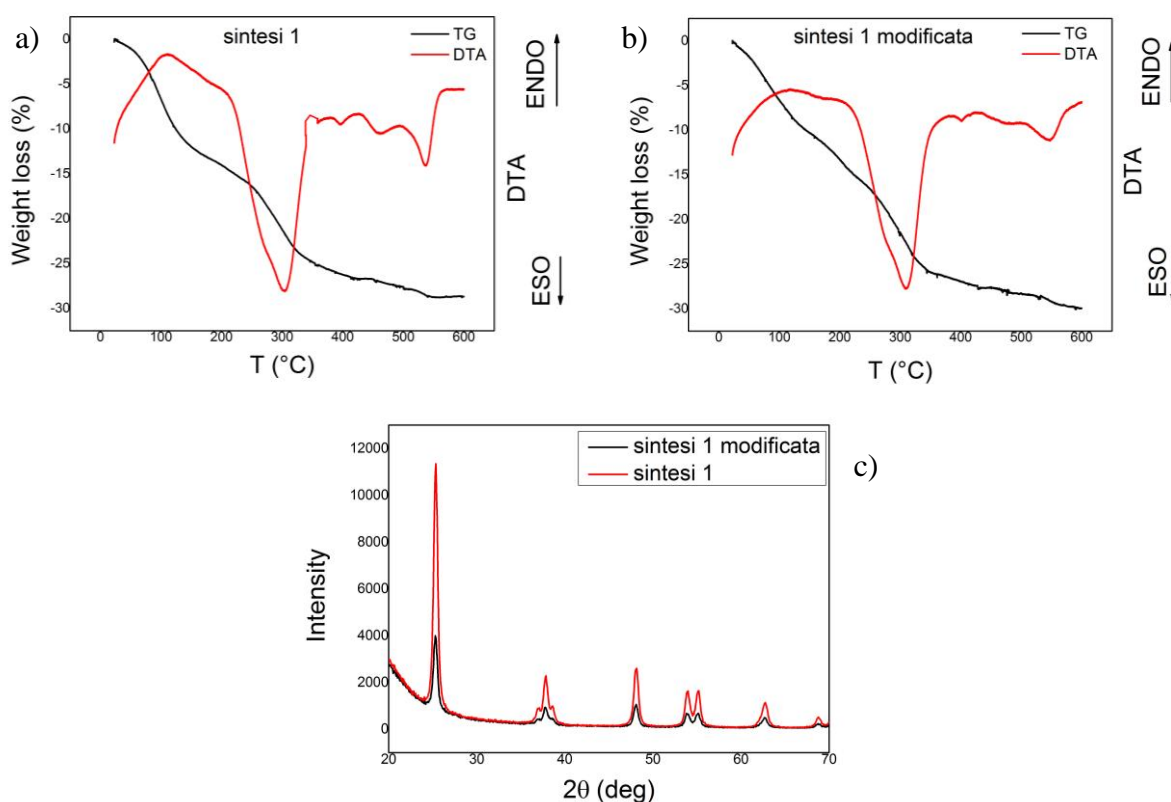 a)
sintesi 1
TG
DTA
0
-5
-10
-15
-20
-25
-30
Weight loss (%)
0 100 200 300 400 500 600
T (°C)
ENDO
DTA
ESO
b)
sintesi 1 modificata
TG
DTA
0
-5
-10
-15
-20
-25
-30
Weight loss (%)
0 100 200 300 400 500 600
T (°C)
ENDO
DTA
ESO
c)
sintesi 1 modificata
sintesi 1
12000
10000
8000
6000
4000
2000
0
Intensity
20 30 40 50 60 70
2θ (deg)